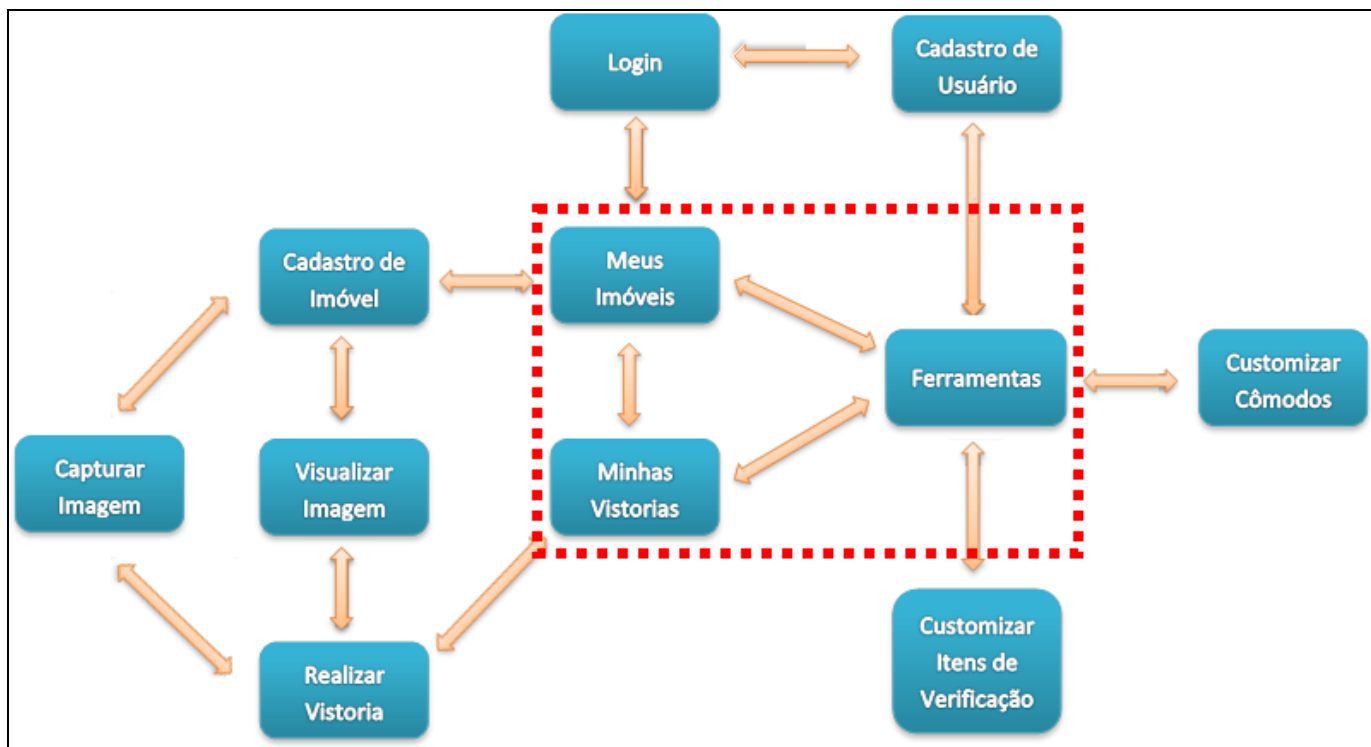 Login
Cadastro de
Usuário
Cadastro de
Imóvel
Meus
Imóveis
Ferramentas
Customizar
Cômodos
Capturar
Imagem
Visualizar
Imagem
Minhas
Vistorias
Realizar
Vistoria
Customizar
Itens de
Verificação